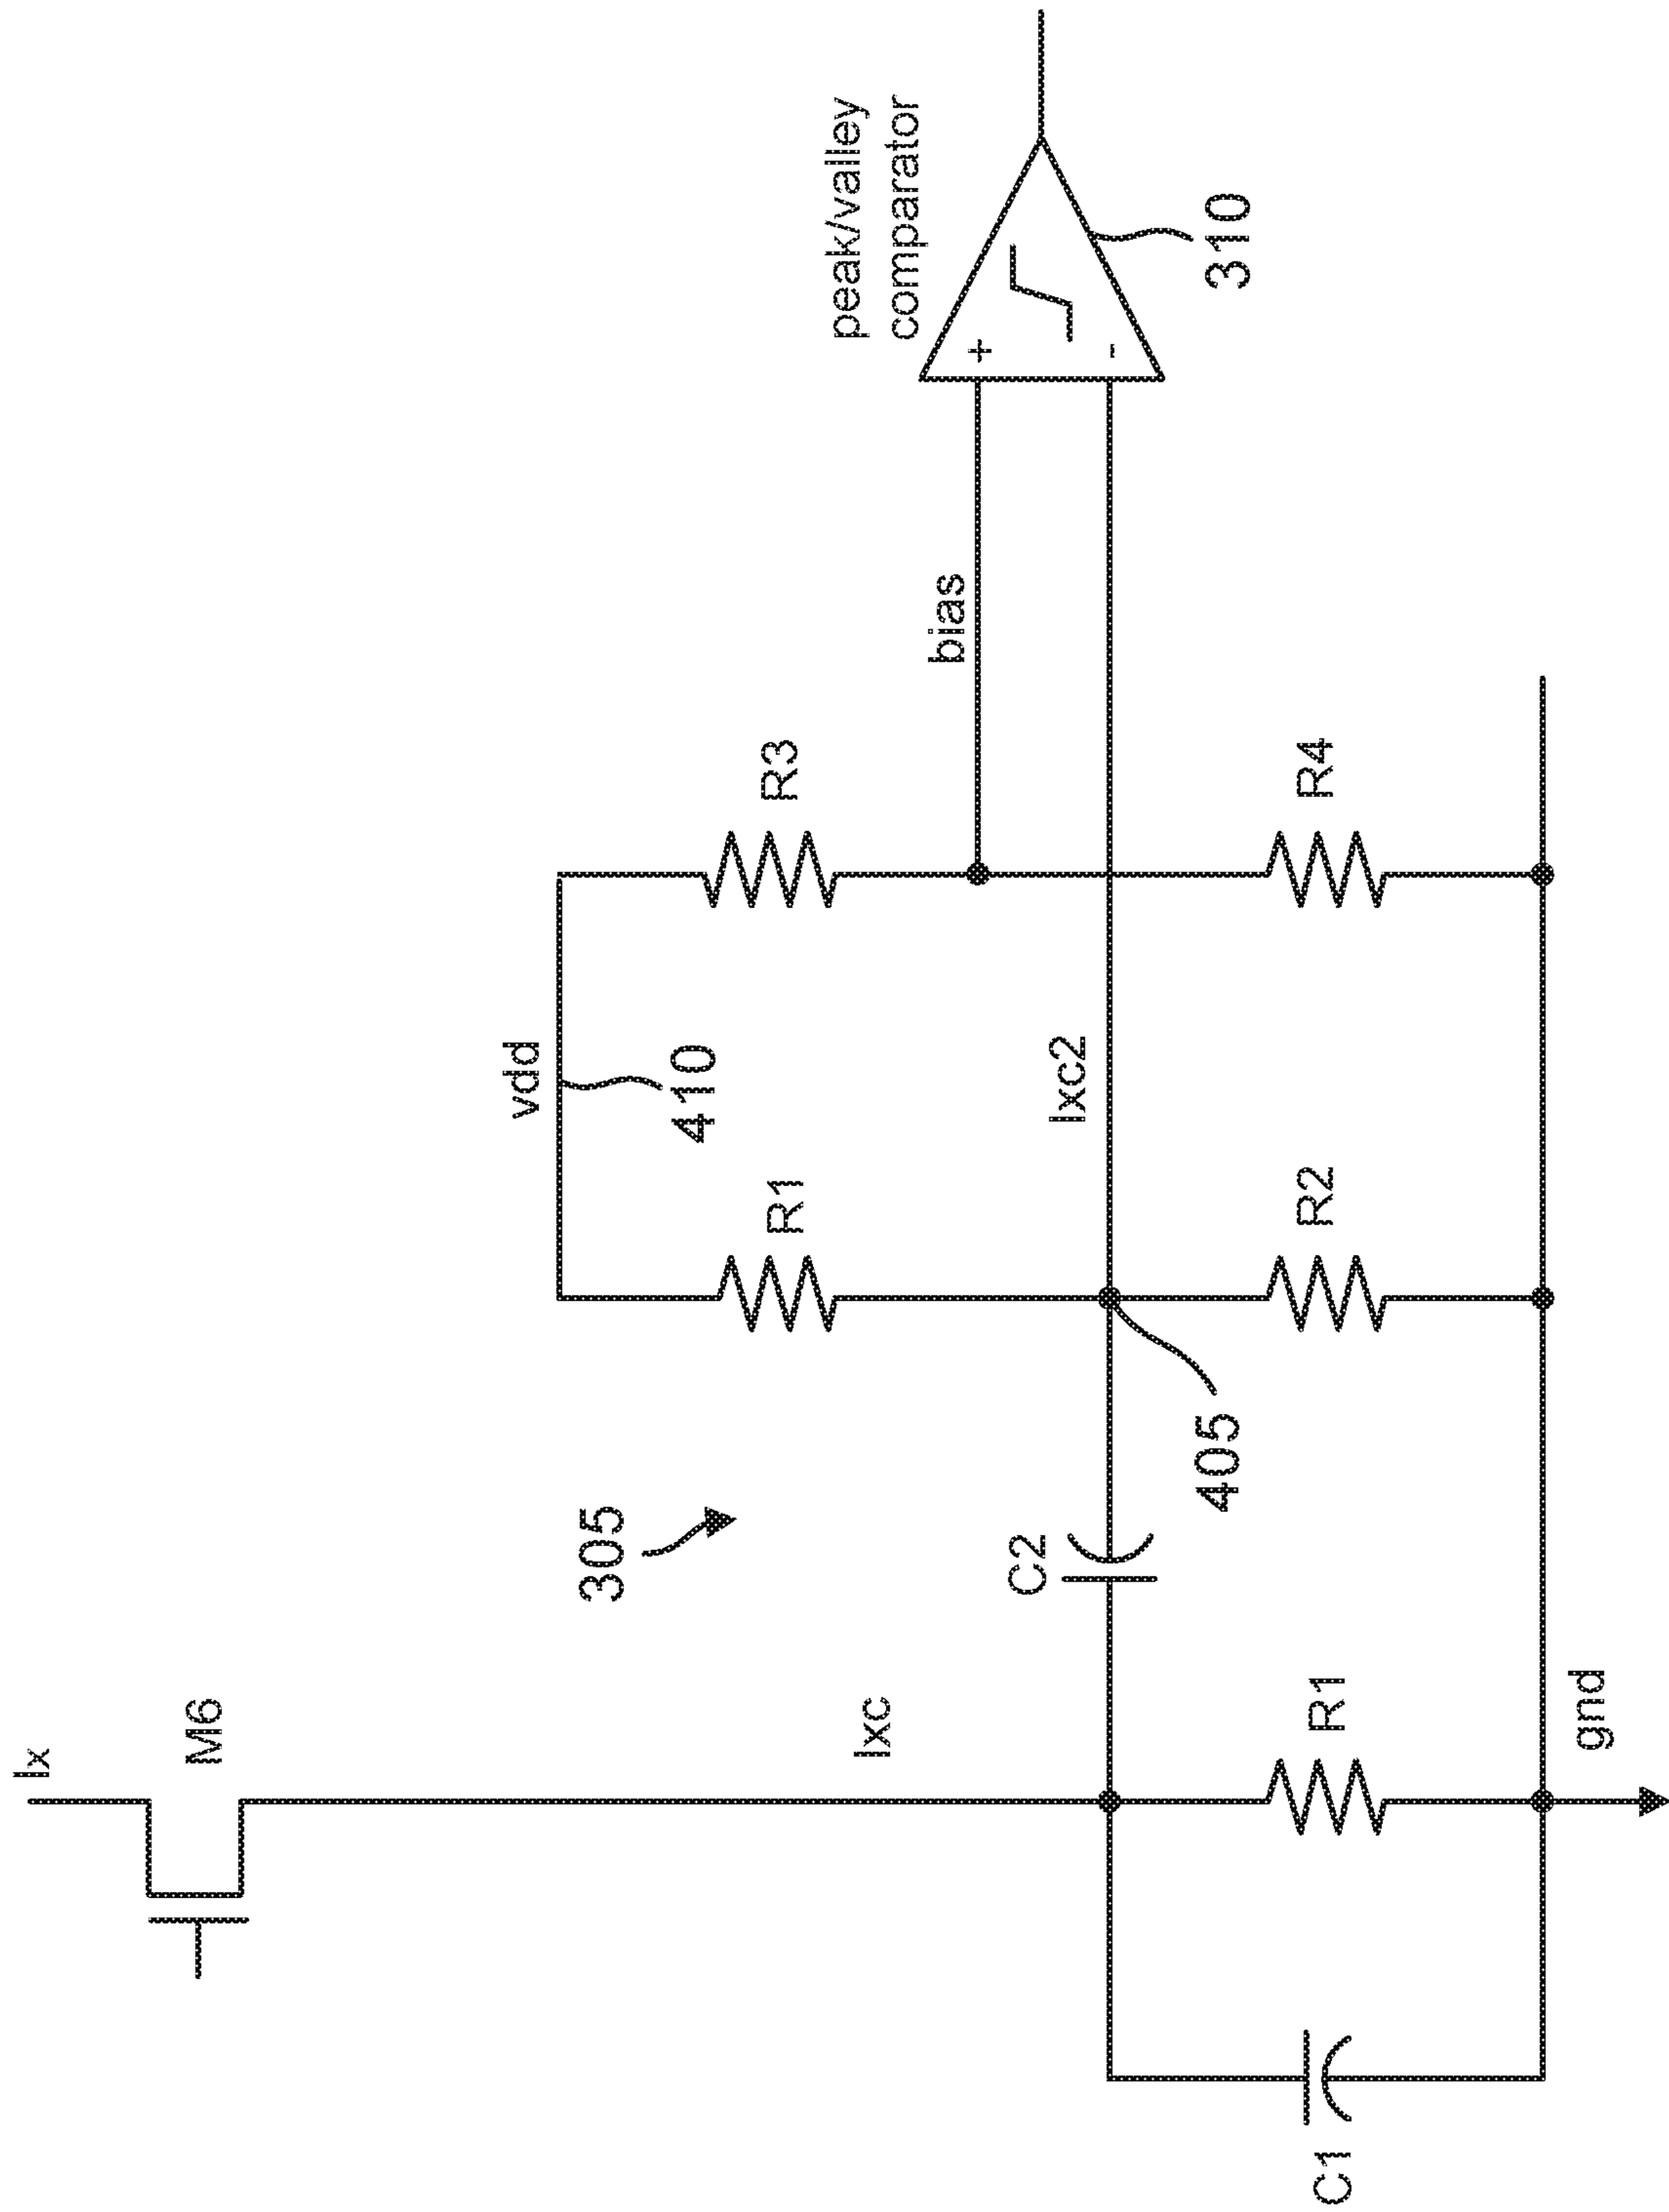 lx
M6
vdd
305
410
R1
R3
peak/valley
comparator
lxc
bias
C2
lxc2
+
-
405
310
C1
R1
R2
R4
gnd